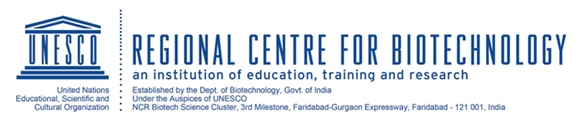 UNESCO
United Nations
Educational, Scientific and
Cultural Organization
REGIONAL CENTRE FOR BIOTECHNOLOGY
an institution of education, training and research
Established by the Dept. of Biotechnology, Govt. of India
Under the Auspices of UNESCO
NCR Biotech Science Cluster, 3rd Milestone, Faridabad-Gurgaon Expressway, Faridabad - 121 001, India